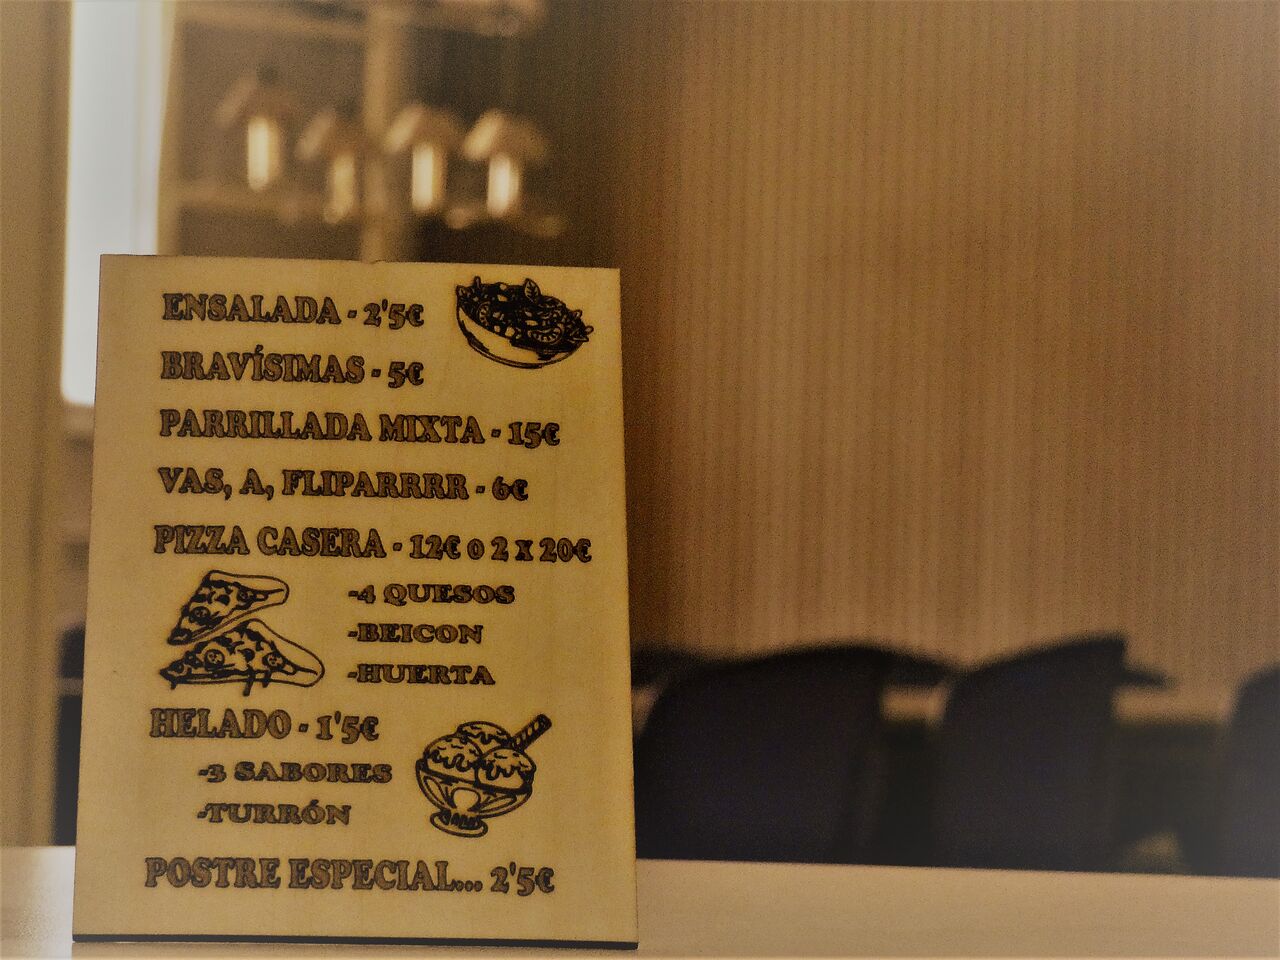 ENSALADA - 2'5€
BRAVÍSIMAS - 5€
PARRILLADA MIXTA - 15€
VAS, A, FLIPARRRR - 6€
PIZZA CASERA - 12€ o 2 x 20€
-4 QUESOS
-BEICON
-HUERTA
HELADO - 1'5€
-3 SABORES
-TURRÓN
POSTRE ESPECIAL... 2'5€